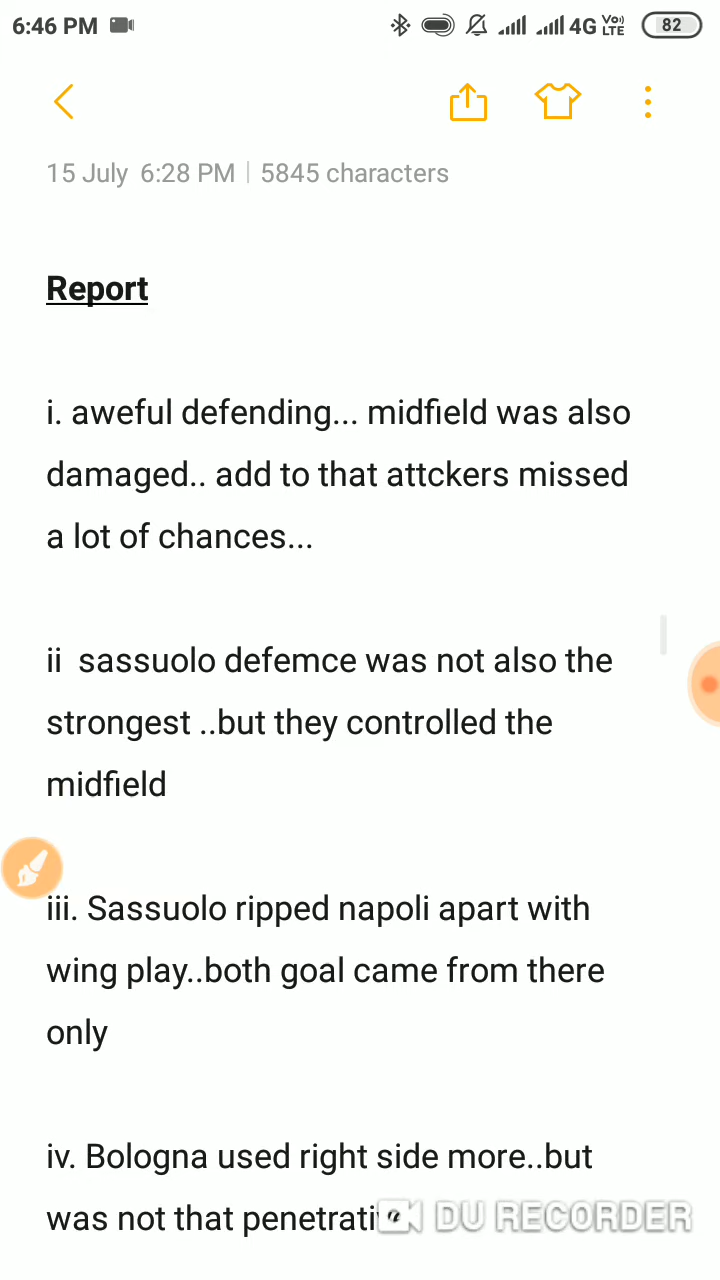 6:46 PM 4G Vo)) LTE 82
15 July 6:28 PM | 5845 characters
Report
i. aweful defending... midfield was also
damaged.. add to that attckers missed
a lot of chances...
ii sassuolo defemce was not also the
strongest ..but they controlled the
midfield
iii. Sassuolo ripped napoli apart with
wing play..both goal came from there
only
iv. Bologna used right side more..but
was not that
DU RECORDER